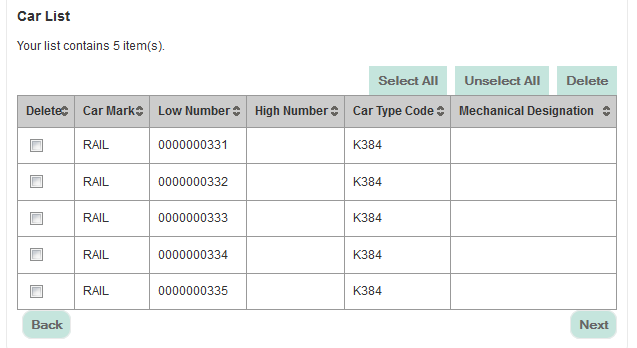 Car List
Your list contains 5 item(s).
Select All Unselect All Delete
Delete Car Mark Low Number High Number Car Type Code Mechanical Designation
RAIL 0000000331 K384
RAIL 0000000332 K384
RAIL 0000000333 K384
RAIL 0000000334 K384
RAIL 0000000335 K384
Back Next